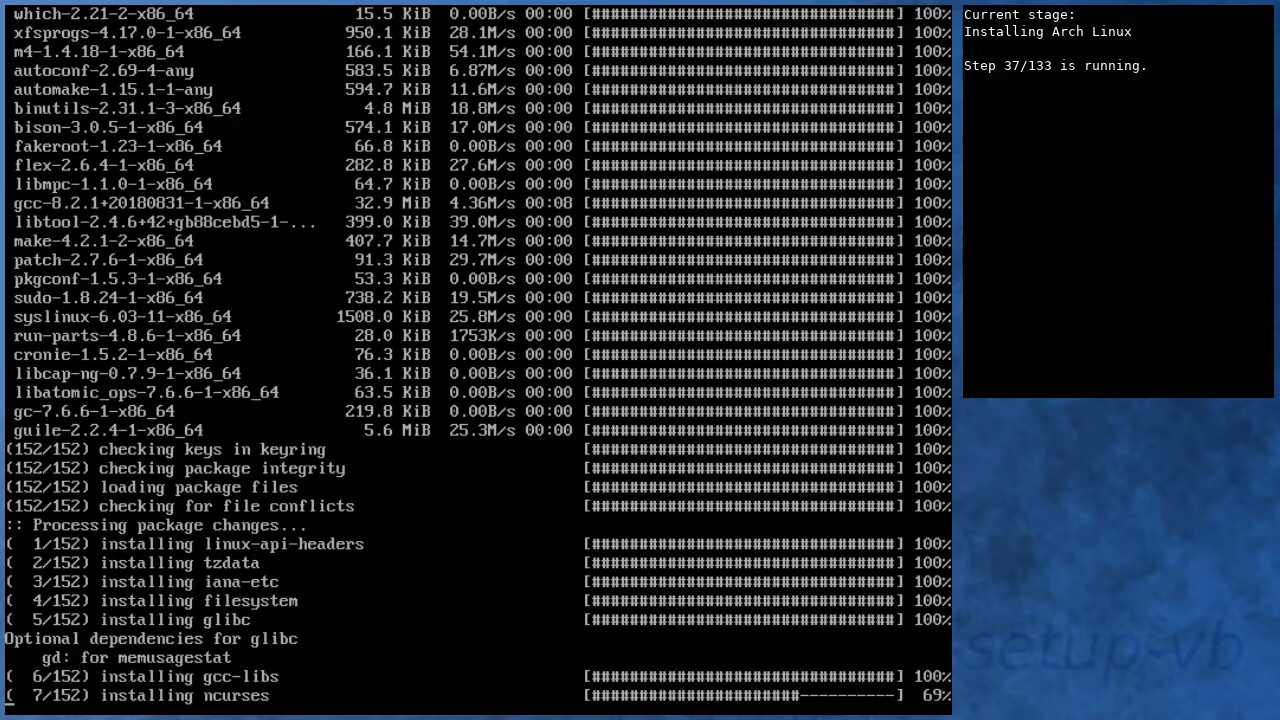 which-2.21-2-x86_64 15.5 KiB 0.00B/s 00:00 [################################] 100%
xfsprogs-4.17.0-1-x86_64 950.1 KiB 28.1M/s 00:00 [################################] 100%
m4-1.4.18-1-x86_64 166.1 KiB 54.1M/s 00:00 [################################] 100%
autoconf-2.69-4-any 583.5 KiB 6.87M/s 00:00 [################################] 100%
automake-1.15.1-1-any 594.7 KiB 11.6M/s 00:00 [################################] 100%
binutils-2.31.1-3-x86_64 4.8 MiB 18.8M/s 00:00 [################################] 100%
bison-3.0.5-1-x86_64 574.1 KiB 17.0M/s 00:00 [################################] 100%
fakeroot-1.23-1-x86_64 66.8 KiB 0.00B/s 00:00 [################################] 100%
flex-2.6.4-1-x86_64 282.8 KiB 27.6M/s 00:00 [################################] 100%
libmpc-1.1.0-1-x86_64 64.7 KiB 0.00B/s 00:00 [################################] 100%
gcc-8.2.1+20180831-1-x86_64 32.9 MiB 4.36M/s 00:08 [################################] 100%
libtool-2.4.6+42+gb88cebd5-1-... 399.0 KiB 39.0M/s 00:00 [################################] 100%
make-4.2.1-2-x86_64 407.7 KiB 14.7M/s 00:00 [################################] 100%
patch-2.7.6-1-x86_64 91.3 KiB 29.7M/s 00:00 [################################] 100%
pkgconf-1.5.3-1-x86_64 53.3 KiB 0.00B/s 00:00 [################################] 100%
sudo-1.8.24-1-x86_64 738.2 KiB 19.5M/s 00:00 [################################] 100%
syslinux-6.03-11-x86_64 1508.0 KiB 25.8M/s 00:00 [################################] 100%
run-parts-4.8.6-1-x86_64 28.0 KiB 1753K/s 00:00 [################################] 100%
cronie-1.5.2-1-x86_64 76.3 KiB 0.00B/s 00:00 [################################] 100%
libcap-ng-0.7.9-1-x86_64 36.1 KiB 0.00B/s 00:00 [################################] 100%
libatomic_ops-7.6.6-1-x86_64 63.5 KiB 0.00B/s 00:00 [################################] 100%
gc-7.6.6-1-x86_64 219.8 KiB 0.00B/s 00:00 [################################] 100%
guile-2.2.4-1-x86_64 5.6 MiB 25.3M/s 00:00 [################################] 100%
(152/152) checking keys in keyring [################################] 100%
(152/152) checking package integrity [################################] 100%
(152/152) loading package files [################################] 100%
(152/152) checking for file conflicts [################################] 100%
:: Processing package changes...
( 1/152) installing linux-api-headers [################################] 100%
( 2/152) installing tzdata [################################] 100%
( 3/152) installing iana-etc [################################] 100%
( 4/152) installing filesystem [################################] 100%
( 5/152) installing glibc [################################] 100%
Optional dependencies for glibc
gd: for memusagestat
( 6/152) installing gcc-libs [################################] 100%
( 7/152) installing ncurses [######################----------] 69%
Current stage:
Installing Arch Linux
Step 37/133 is running.
setup-vb